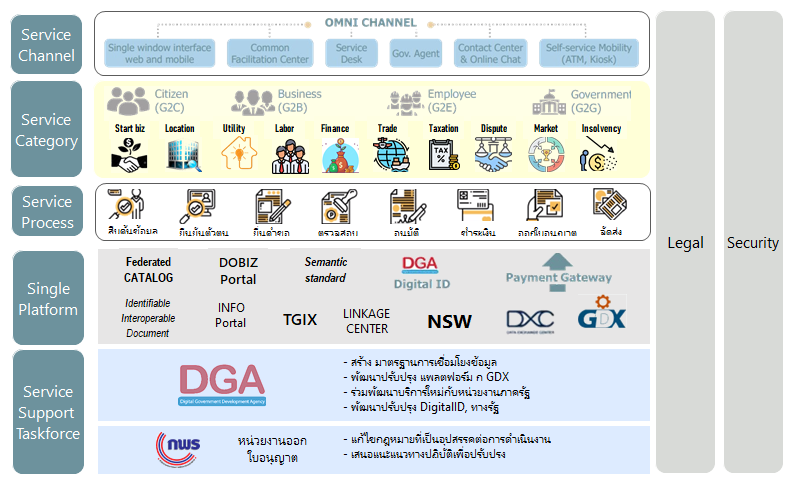 Service
Channel
OMNI CHANNEL
Single window interface
web and mobile
Common
Facilitation Center
Service
Desk
Gov. Agent
Contact Center
& Online Chat
Self-service Mobility
(ATM, Kiosk)
Service
Category
Citizen
(G2C)
Business
(G2B)
Employee
(G2E)
Government
(G2G)
Start biz
Location
Utility
Labor
Finance
Trade
Taxation
Dispute
Market
Insolvency
TAX
%
Service
Process
สืบค้นข้อมูล
ยืนยันตัวตน
ยื่นคำขอ
ตรวจสอบ
อนุมัติ
ชำระเงิน
ออกใบอนุญาต
จัดส่ง
Legal
Security
Single
Platform
Federated
CATALOG
DOBIZ
Portal
Semantic
standard
DGA
Digital ID
Payment Gateway
Identifiable
Interoperable
Document
INFO
Portal
TGIX
LINKAGE
CENTER
NSW
DXC
DATA EXCHANGE CENTER
GDX
Service
Support
Taskforce
DGA
Digital Government Development Agency
- สร้าง มาตรฐานการเชื่อมโยงข้อมูล
- พัฒนาปรับปรุง แพลตฟอร์ม ก GDX
- ร่วมพัฒนาบริการใหม่กับหน่วยงานภาครัฐ
- พัฒนาปรับปรุง DigitalID, ทางรัฐ
กพร
หน่วยงานออก
ใบอนุญาต
- แก้ไขกฎหมายที่เป็นอุปสรรคต่อการดำเนินงาน
- เสนอแนะแนวทางปฏิบัติเพื่อปรับปรุง